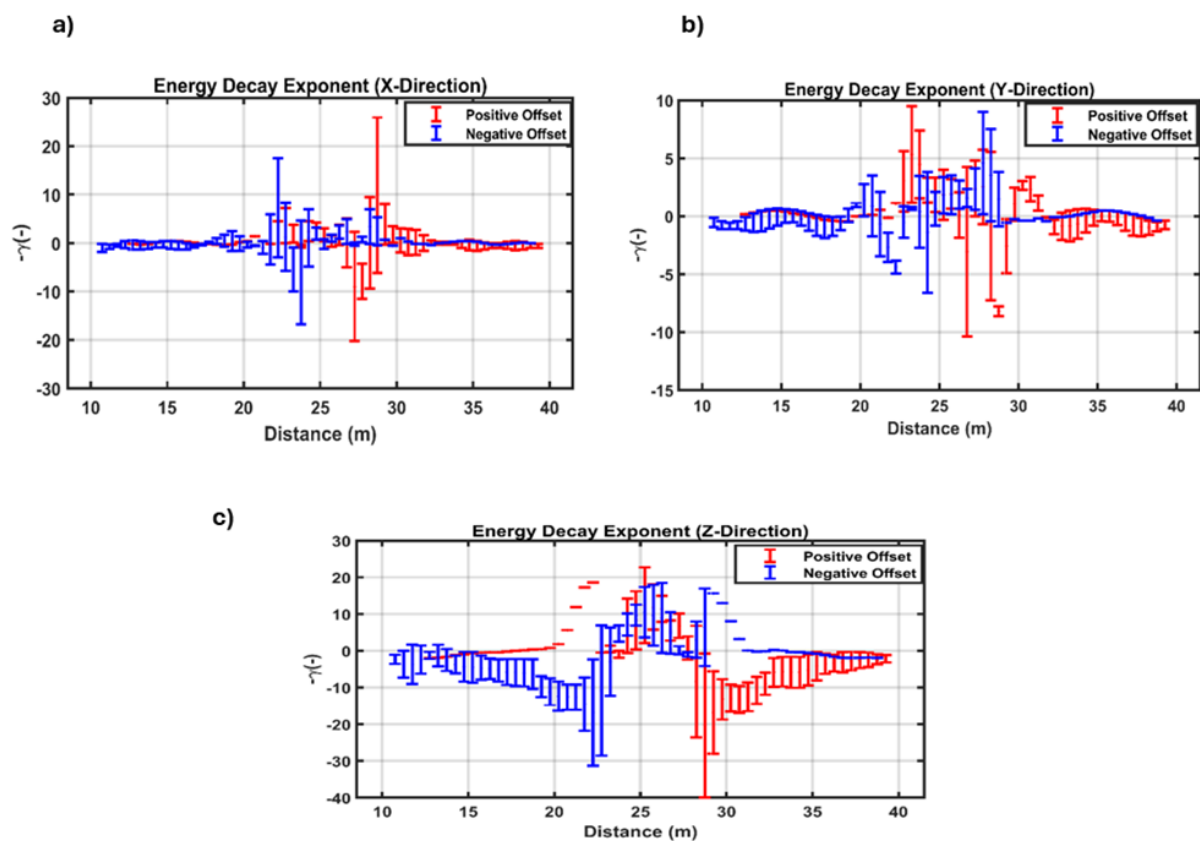 a)
Energy Decay Exponent (X-Direction)
30
20
10
0
-10
-20
-30
-γ(-)
Positive Offset
Negative Offset
10 15 20 25 30 35 40
Distance (m)
b)
Energy Decay Exponent (Y-Direction)
10
5
0
-5
-10
-15
-γ(-)
Positive Offset
Negative Offset
10 15 20 25 30 35 40
Distance (m)
c)
Energy Decay Exponent (Z-Direction)
30
20
10
0
-10
-20
-30
-40
-γ(-)
Positive Offset
Negative Offset
10 15 20 25 30 35 40
Distance (m)